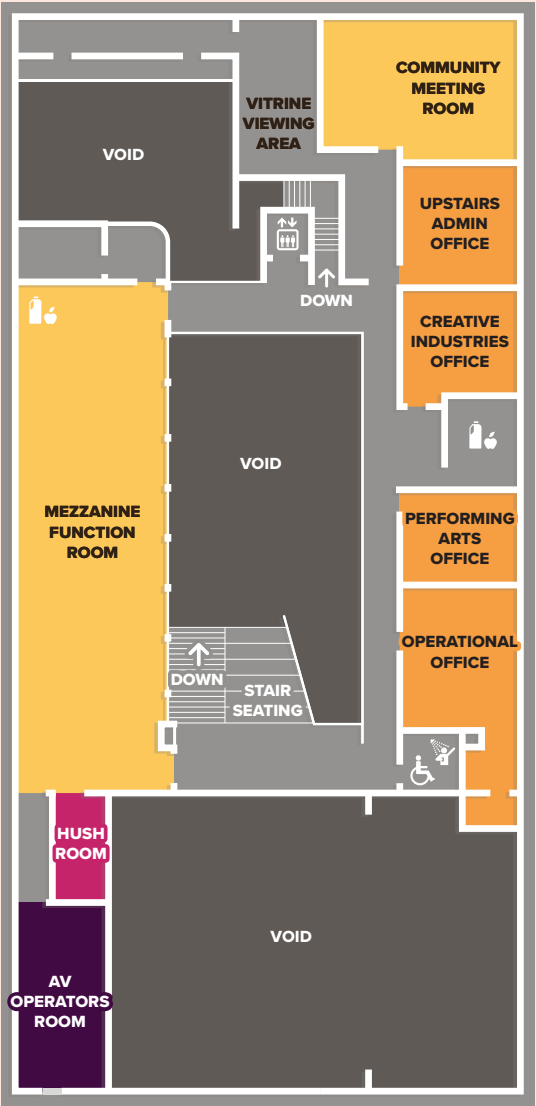 COMMUNITY
MEETING
ROOM
VITRINE
VIEWING
AREA
VOID
UPSTAIRS
ADMIN
OFFICE
DOWN
CREATIVE
INDUSTRIES
OFFICE
VOID
MEZZANINE
FUNCTION
ROOM
PERFORMING
ARTS
OFFICE
OPERATIONAL
OFFICE
DOWN
STAIR
SEATING
HUSH
ROOM
VOID
AV
OPERATORS
ROOM